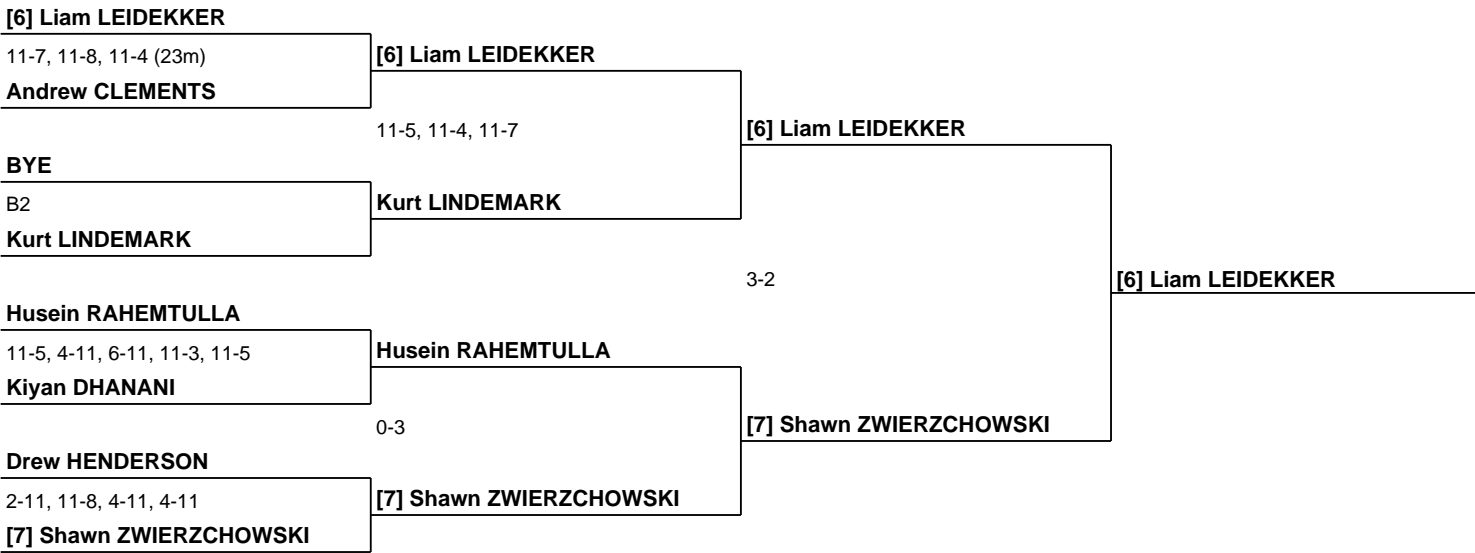 [6] Liam LEIDEKKER
11-7, 11-8, 11-4 (23m)
Andrew CLEMENTS
BYE
B2
Kurt LINDEMARK
Husein RAHEMTULLA
11-5, 4-11, 6-11, 11-3, 11-5
Kiyan DHANANI
Drew HENDERSON
2-11, 11-8, 4-11, 4-11
[7] Shawn ZWIERZCHOWSKI
[6] Liam LEIDEKKER
11-5, 11-4, 11-7
Kurt LINDEMARK
Husein RAHEMTULLA
0-3
[7] Shawn ZWIERZCHOWSKI
[6] Liam LEIDEKKER
3-2
[7] Shawn ZWIERZCHOWSKI
[6] Liam LEIDEKKER